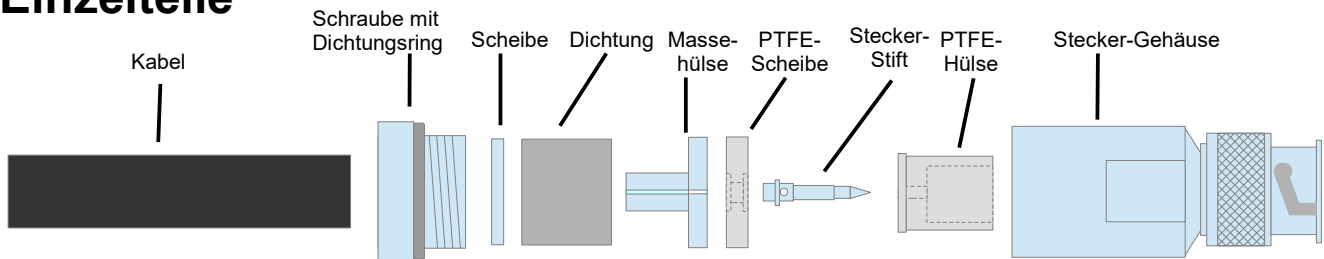 Einzelteile
Schraube mit
Dichtungsring
Scheibe
Dichtung
Masse-
hülse
PTFE-
Scheibe
Stecker-
Stift
PTFE-
Hülse
Stecker-Gehäuse
Kabel